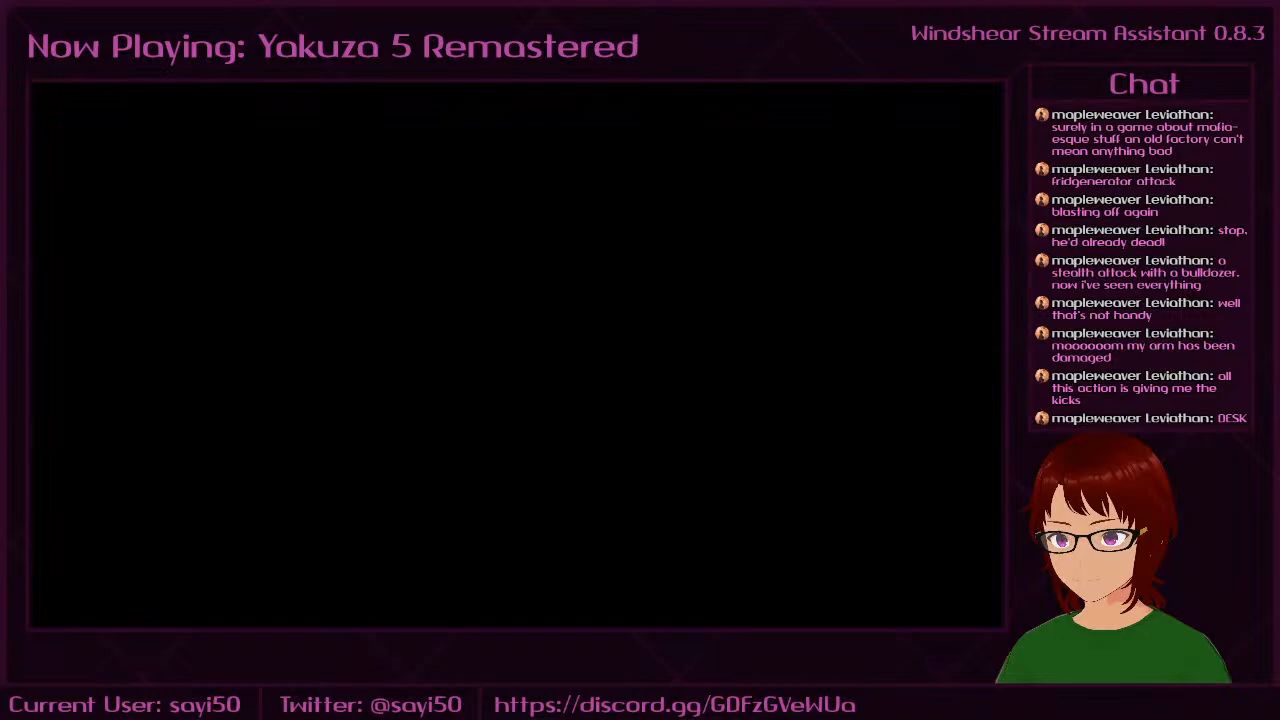 Now Playing: Yakuza 5 Remastered
Windshear Stream Assistant 0.8.3
Chat
mapleweaver Leviathan:
surely in a game about mafia-
esque stuff an old factory can't
mean anything bad
mapleweaver Leviathan:
fridgenerator attack
mapleweaver Leviathan:
blasting off again
mapleweaver Leviathan: stop,
he'd already dead!
mapleweaver Leviathan: a
stealth attack with a bulldozer.
now i've seen everything
mapleweaver Leviathan: well
that's not handy
mapleweaver Leviathan:
moooooom my arm has been
damaged
mapleweaver Leviathan: all
this action is giving me the
kicks
mapleweaver Leviathan: DESK
Current User: sayi50
Twitter: @sayi50
https://discord.gg/GDFzGVeWUa